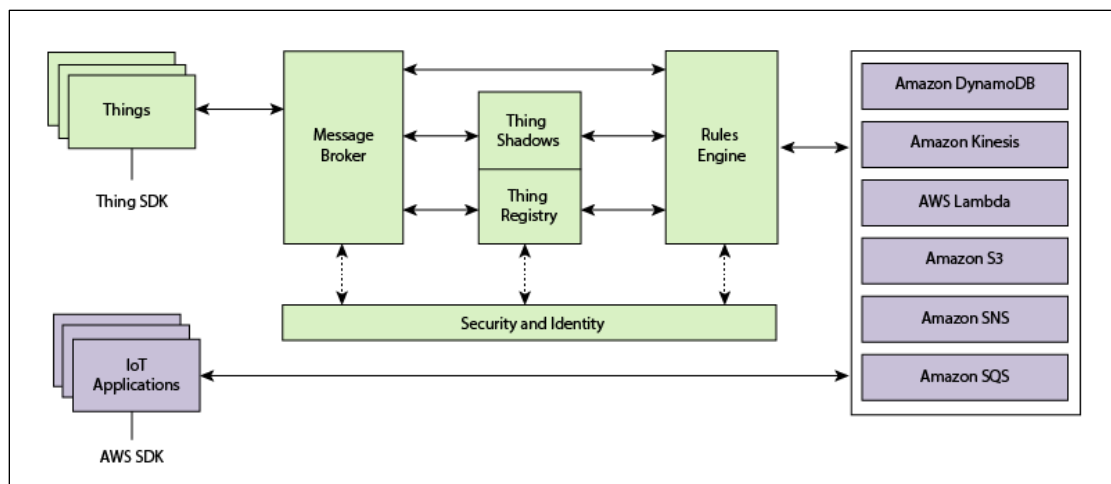 Things
Thing SDK
Message
Broker
Thing
Shadows
Thing
Registry
Rules
Engine
Security and Identity
IoT
Applications
AWS SDK
Amazon DynamoDB
Amazon Kinesis
AWS Lambda
Amazon S3
Amazon SNS
Amazon SQS